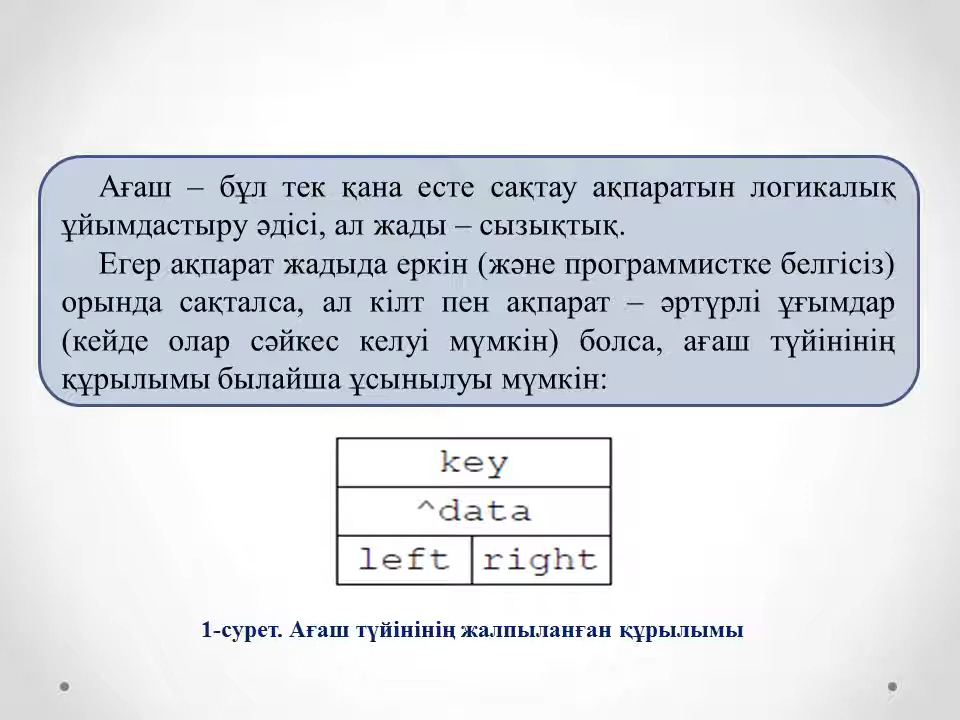 Ағаш – бұл тек қана есте сақтау ақпаратын логикалық
ұйымдастыру әдісі, ал жады – сызықтық.
Егер ақпарат жадыда еркін (және программистке белгісіз)
орында сақталса, ал кілт пен ақпарат – әртүрлі ұғымдар
(кейде олар сәйкес келуі мүмкін) болса, ағаш түйінінің
құрылымы былайша ұсынылуы мүмкін:
key
^data
left right
1-сурет. Ағаш түйінінің жалпыланған құрылымы